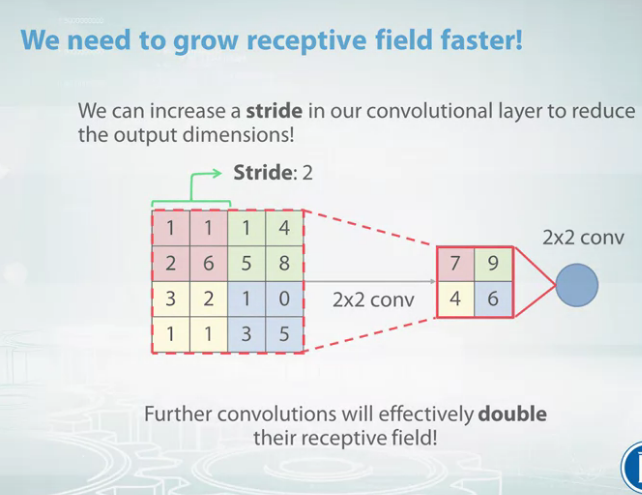 We need to grow receptive field faster!
We can increase a stride in our convolutional layer to reduce
the output dimensions!
Stride: 2
1 1 1 4
2 6 5 8
3 2 1 0
1 1 3 5
2x2 conv
7 9
4 6
2x2 conv
Further convolutions will effectively double
their receptive field!